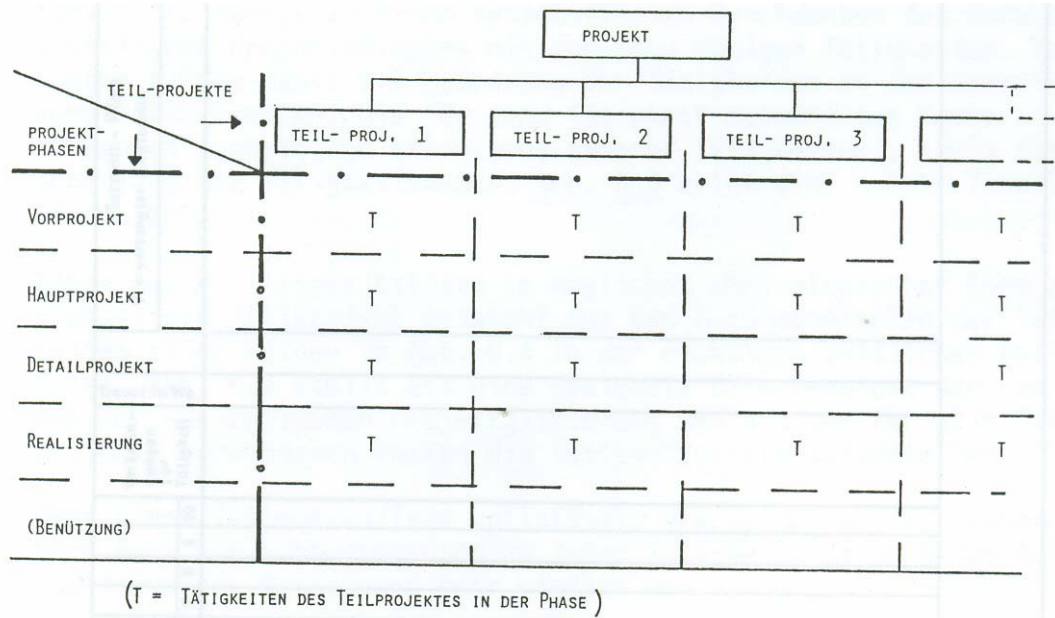 PROJEKT
TEIL-PROJEKTE
TEIL- PROJ. 1 TEIL- PROJ. 2 TEIL- PROJ. 3
PROJEKT-
PHASEN
VORPROJEKT T T T T
HAUPTPROJEKT T T T T
DETAILPROJEKT T T T T
REALISIERUNG T T T T
(BENÜTZUNG)
(T = TÄTIGKEITEN DES TEILPROJEKTES IN DER PHASE)